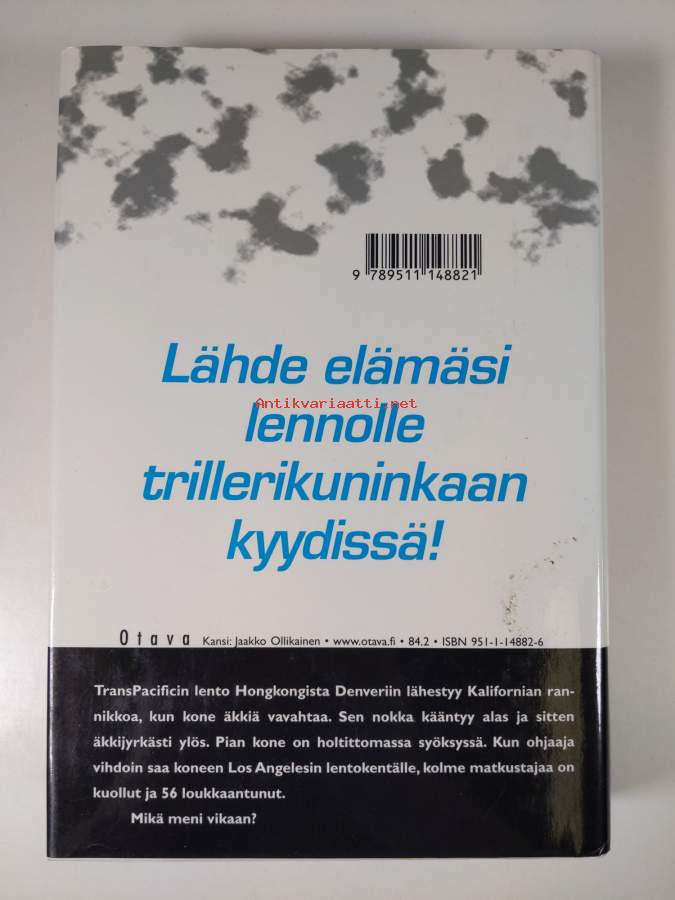 9 789511 148821
Lähde elämäsi
Antikvariaatti.net
lennolle
trillerikuninkaan
kyydissä!
Otava Kansi: Jaakko Ollikainen • www.otava.fi • 84.2 • ISBN 951-1-14882-6
TransPacificin lento Hongkongista Denveriin lähestyy Kalifornian ran-
nikkoa, kun kone äkkiä vavahtaa. Sen nokka kääntyy alas ja sitten
äkkijyrkästi ylös. Pian kone on holtittomassa syöksyssä. Kun ohjaaja
vihdoin saa koneen Los Angelesin lentokentälle, kolme matkustajaa on
kuollut ja 56 loukkaantunut.
Mikä meni vikaan?